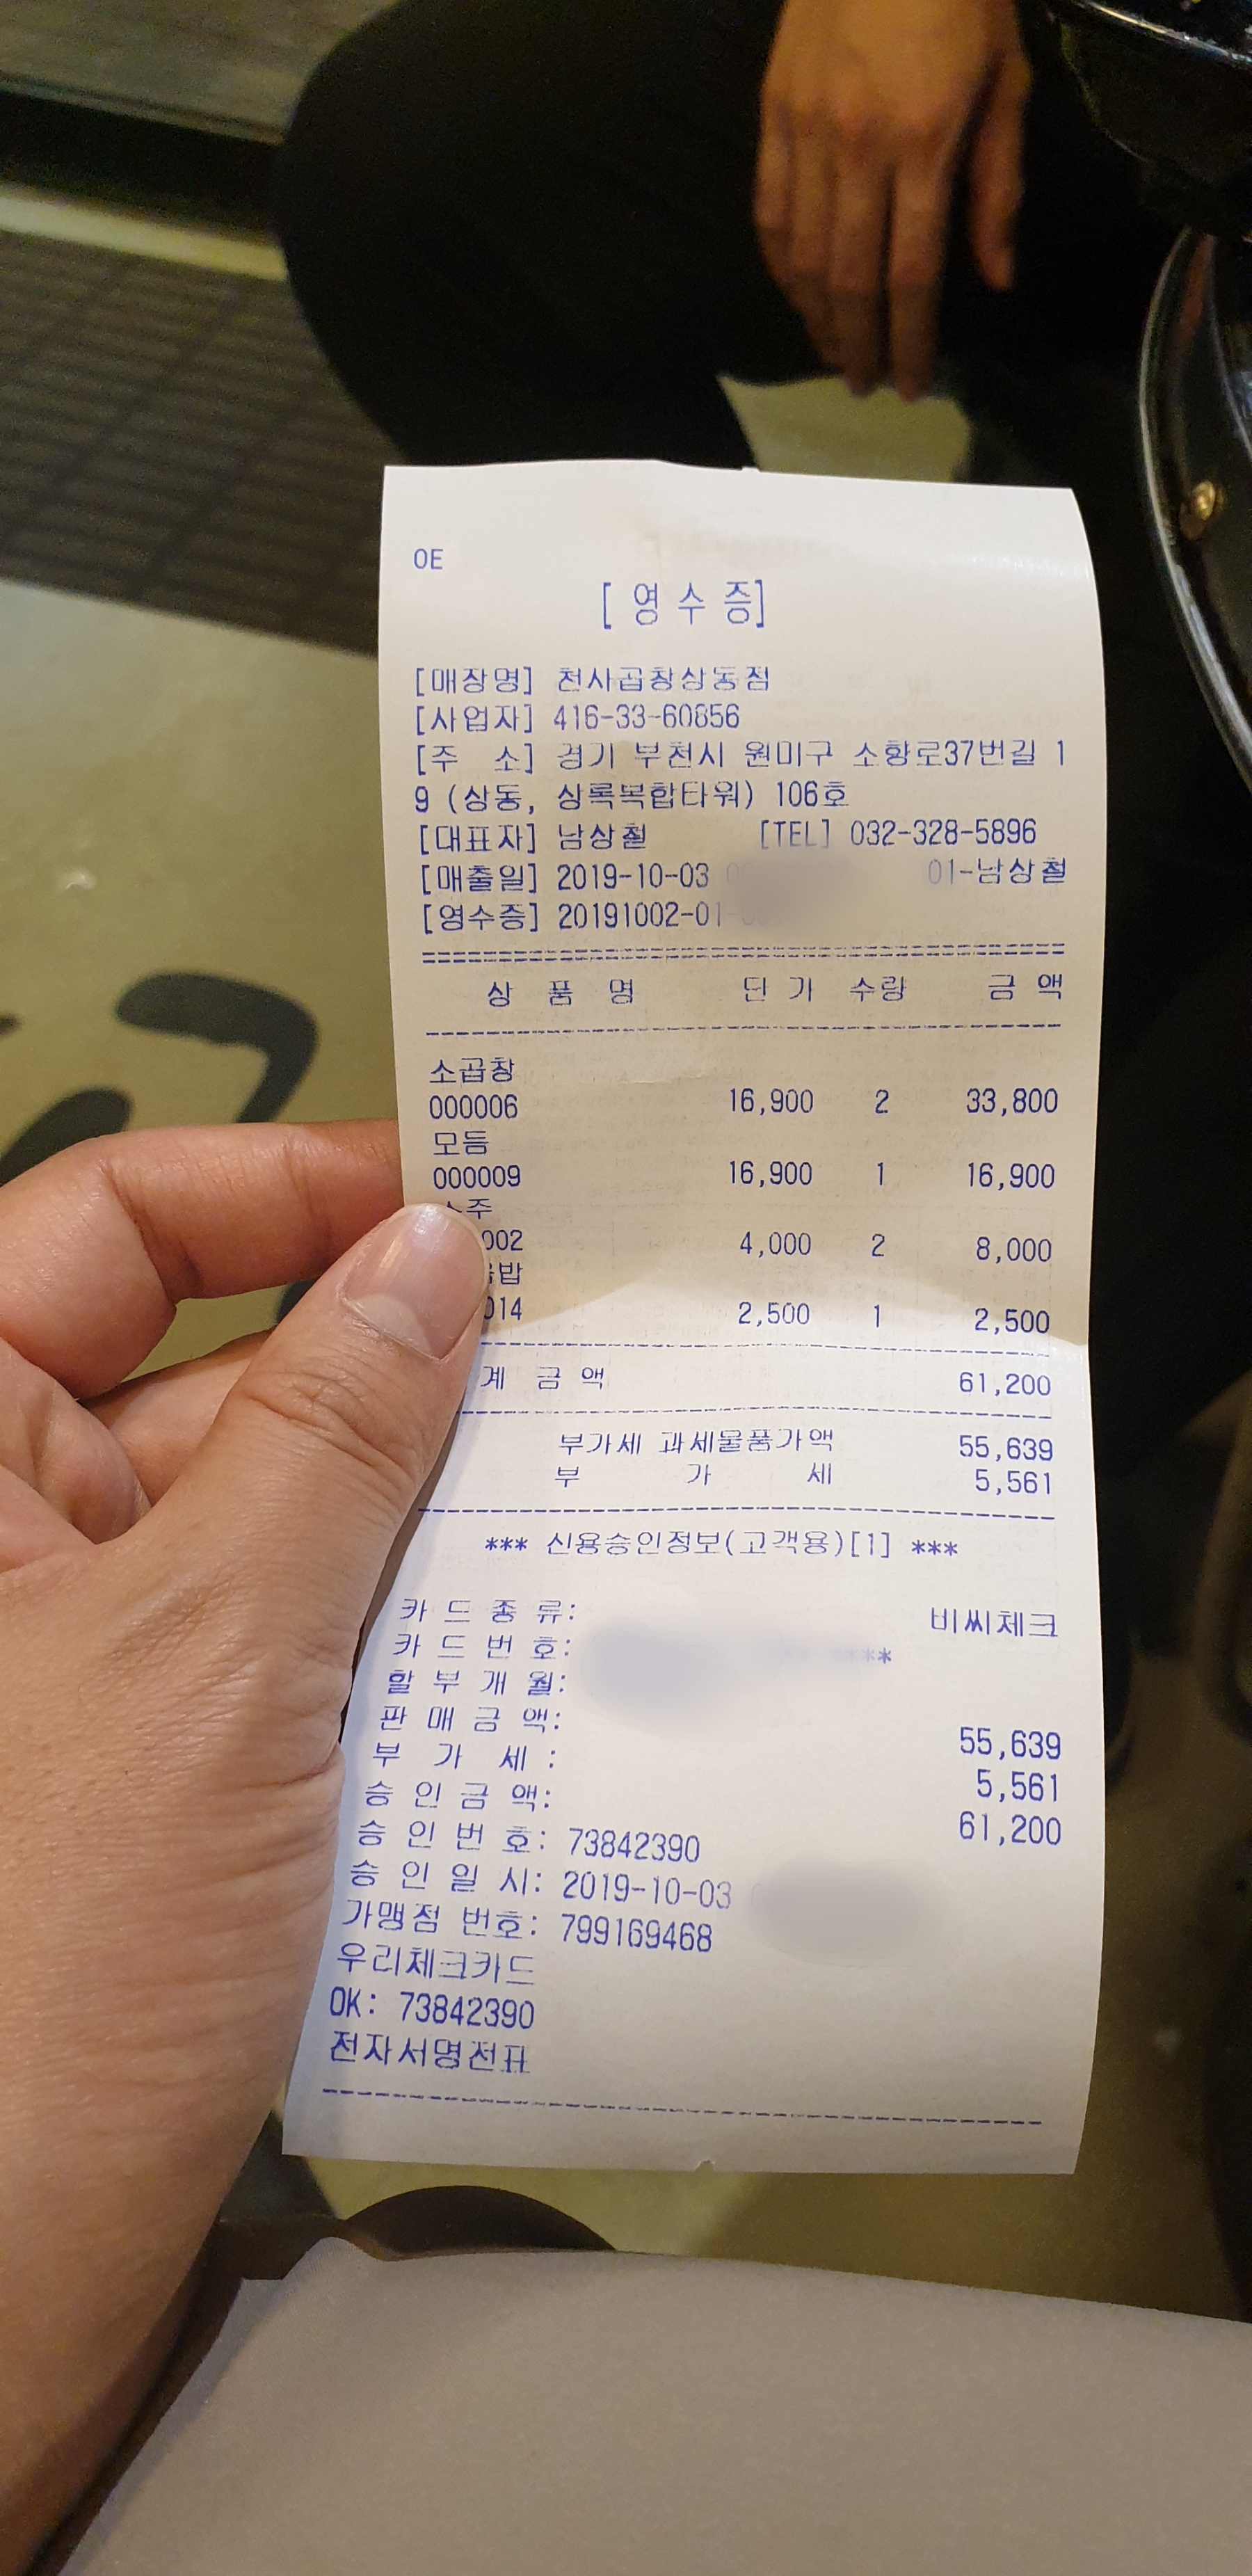 OE
[ 영 수 증]
[매장명] 천사곱창상동점
[사업자] 416-33-60856
[주 소] 경기 부천시 원미구 소향로37번길 1
9 (상동, 상록복합타워) 106호
[대표자] 남상철 [TEL] 032-328-5896
[매출일] 2019-10-03 01-남상철
[영수증] 20191002-01-
상 품 명 단 가 수량 금 액
소곱창
000006 16,900 2 33,800
모듬
000009 16,900 1 16,900
주
002 4,000 2 8,000
밥
014 2,500 1 2,500
계 금 액 61,200
부가세 과세물품가액 55,639
부 가 세 5,561
*** 신용승인정보(고객용)[1] ***
카 드 종 류: 비씨체크
카 드 번 호: ****
할 부 개 월:
판 매 금 액: 55,639
부 가 세 : 5,561
승 인 금 액: 61,200
승 인 번 호: 73842390
승 인 일 시: 2019-10-03
가맹점 번호: 799169468
우리체크카드
OK: 73842390
전자서명전표